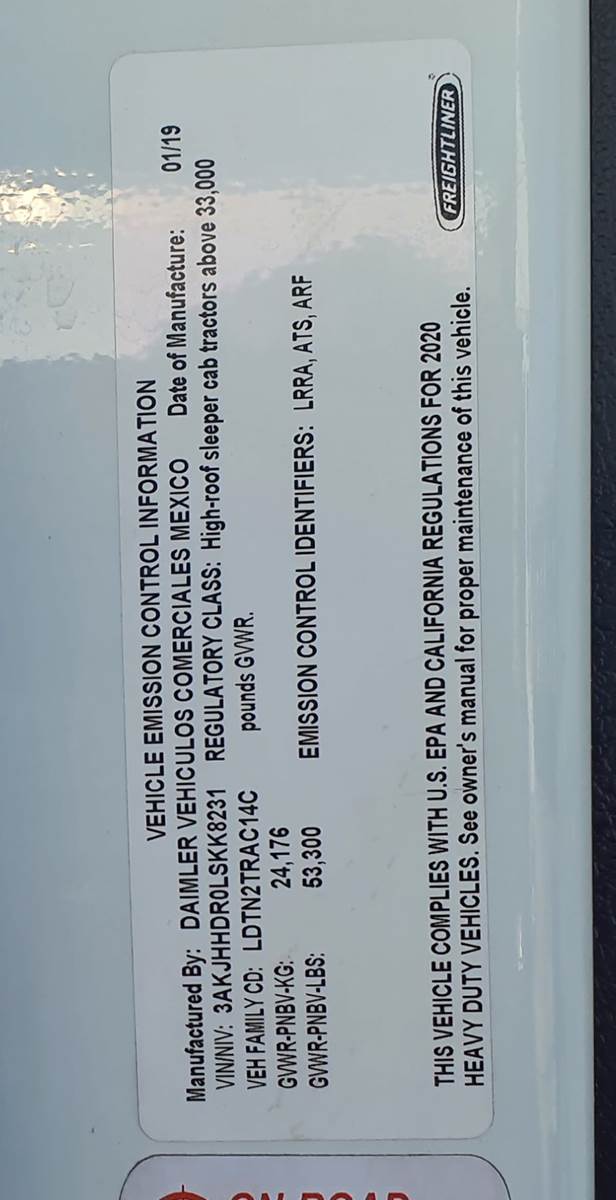 VEHICLE EMISSION CONTROL INFORMATION
Manufactured By: DAIMLER VEHICULOS COMERCIALES MEXICO Date of Manufacture: 01/19
VIN/NIV: 3AKJHHDR0LSKK8231 REGULATORY CLASS: High-roof sleeper cab tractors above 33,000
VEH FAMILY CD: LDTN2TRAC14C pounds GVWR.
GVWR-PNBV-KG: 24,176
GVWR-PNBV-LBS: 53,300 EMISSION CONTROL IDENTIFIERS: LRRA, ATS, ARF
THIS VEHICLE COMPLIES WITH U.S. EPA AND CALIFORNIA REGULATIONS FOR 2020
HEAVY DUTY VEHICLES. See owner's manual for proper maintenance of this vehicle.
FREIGHTLINER